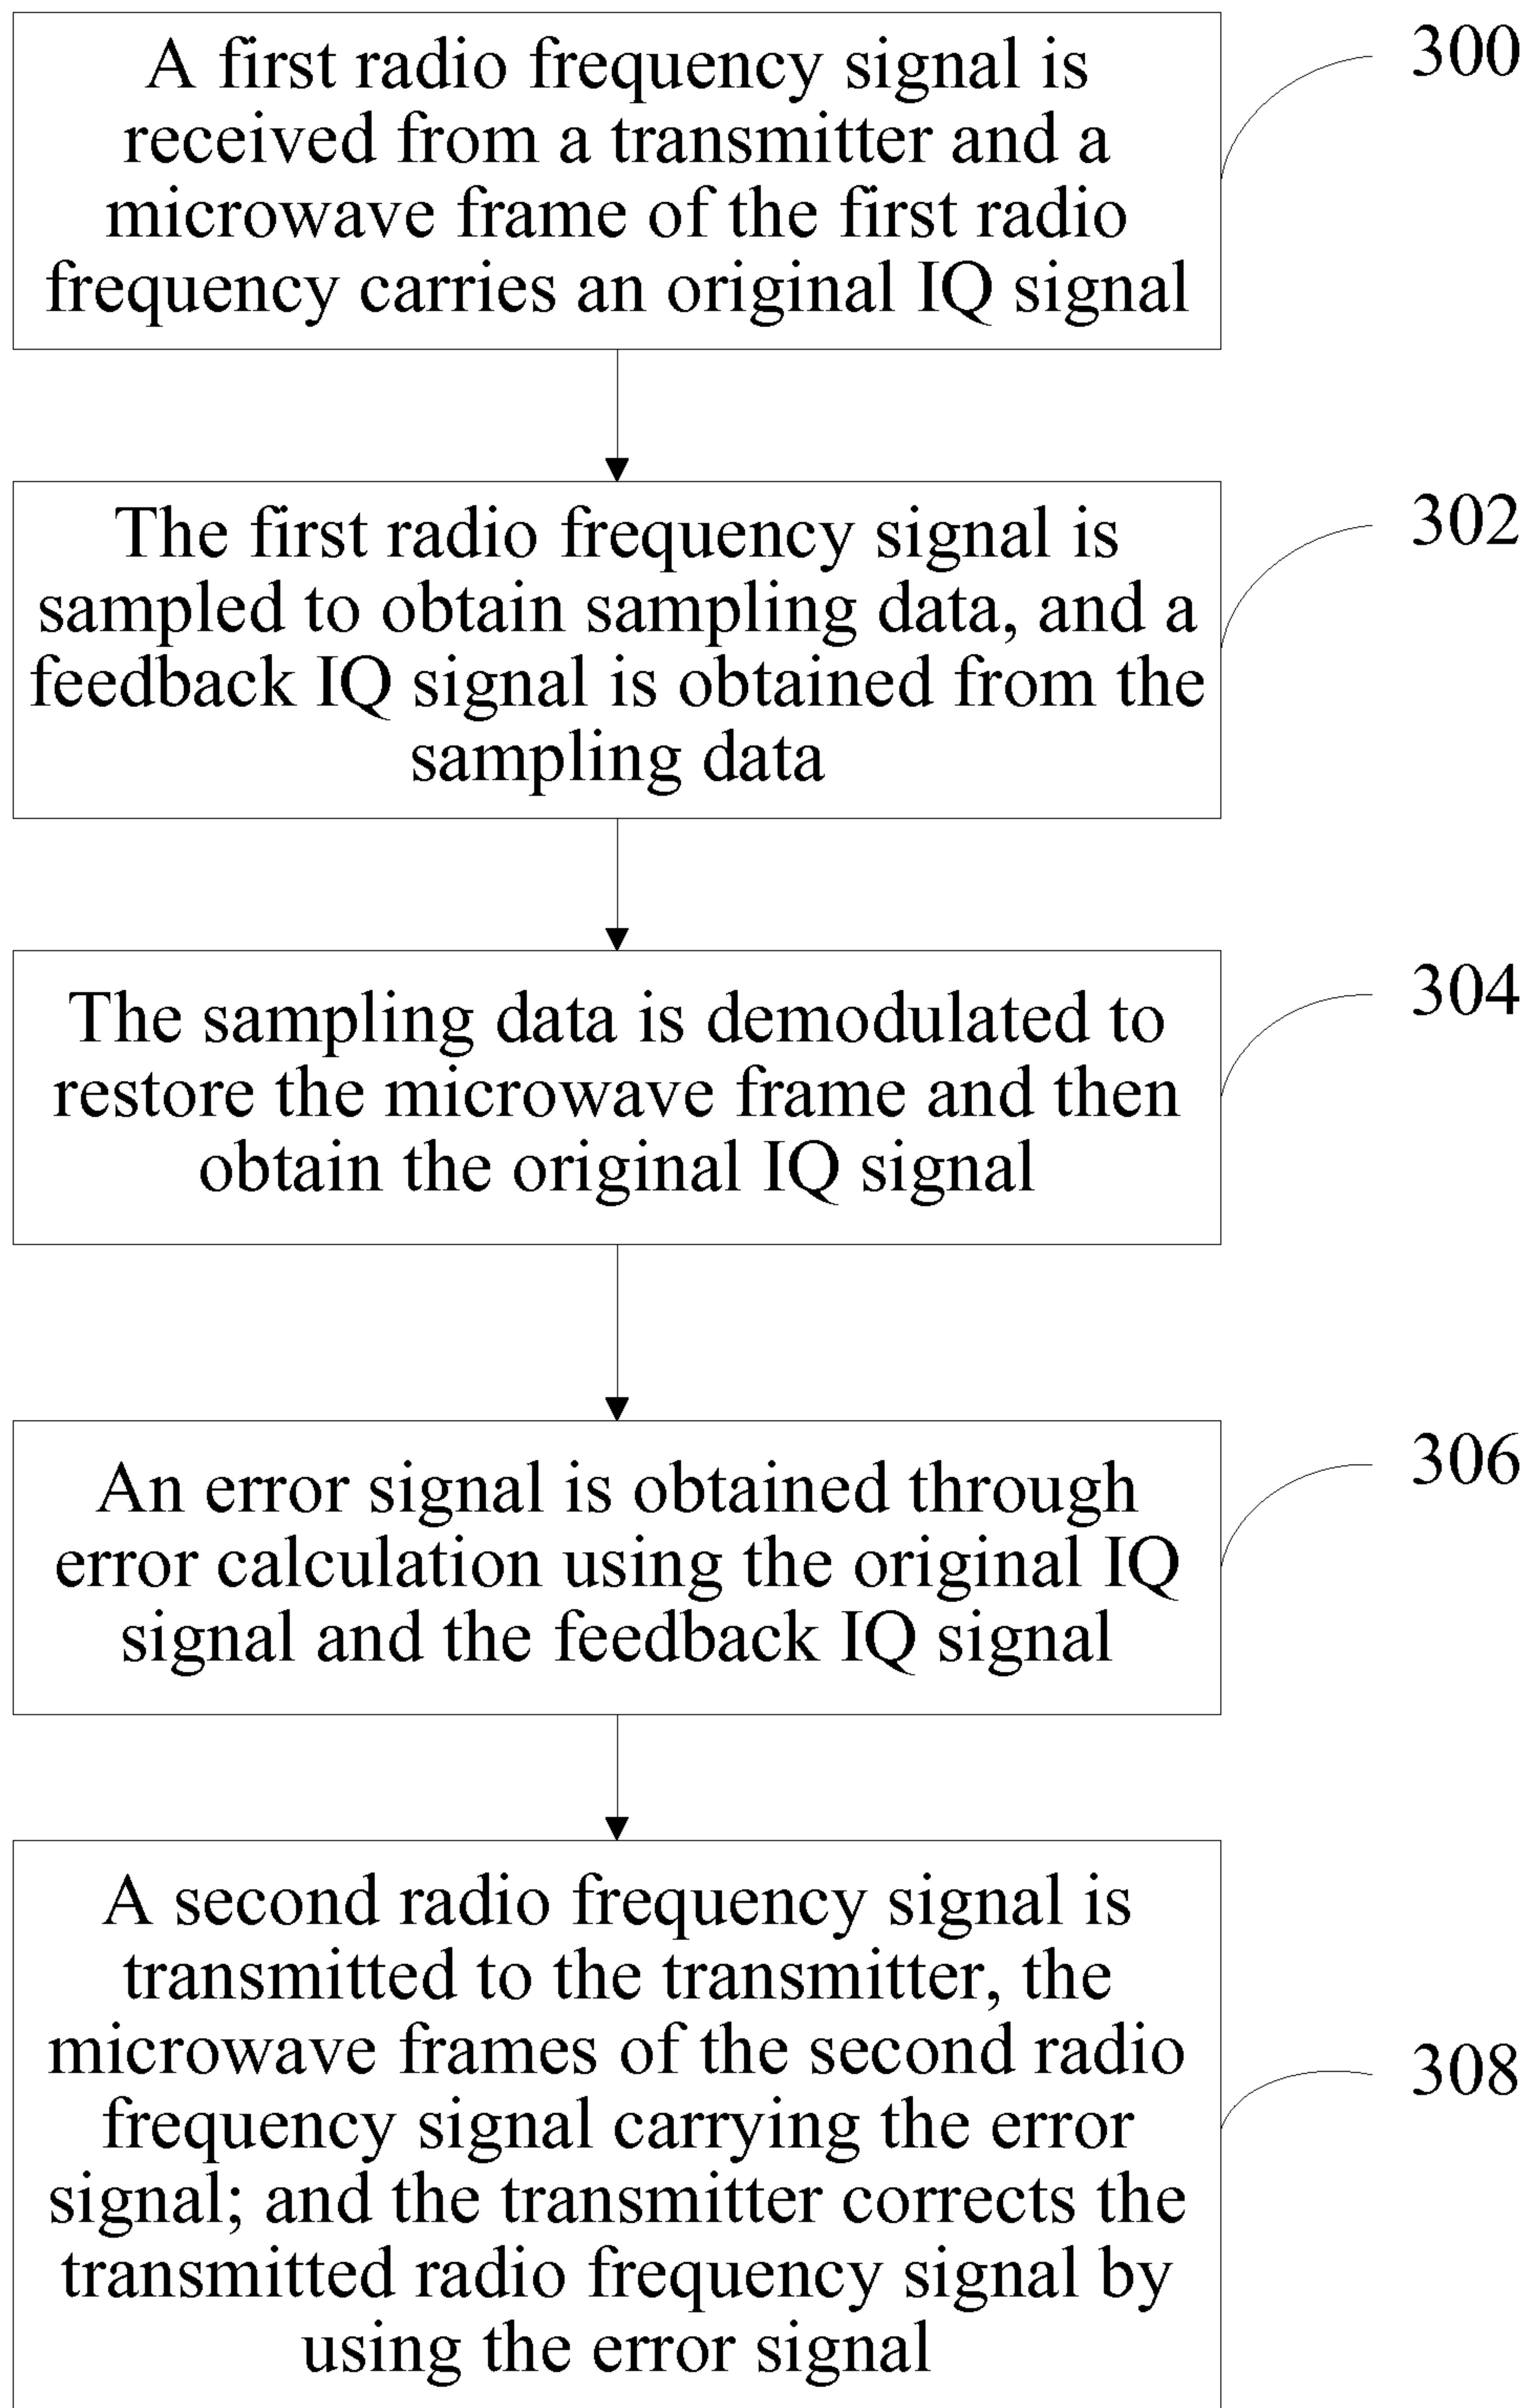 A first radio frequency signal is
received from a transmitter and a
microwave frame of the first radio
frequency carries an original IQ signal
300
The first radio frequency signal is
sampled to obtain sampling data, and a
feedback IQ signal is obtained from the
sampling data
302
The sampling data is demodulated to
restore the microwave frame and then
obtain the original IQ signal
304
An error signal is obtained through
error calculation using the original IQ
signal and the feedback IQ signal
306
A second radio frequency signal is
transmitted to the transmitter, the
microwave frames of the second radio
frequency signal carrying the error
signal; and the transmitter corrects the
transmitted radio frequency signal by
using the error signal
308